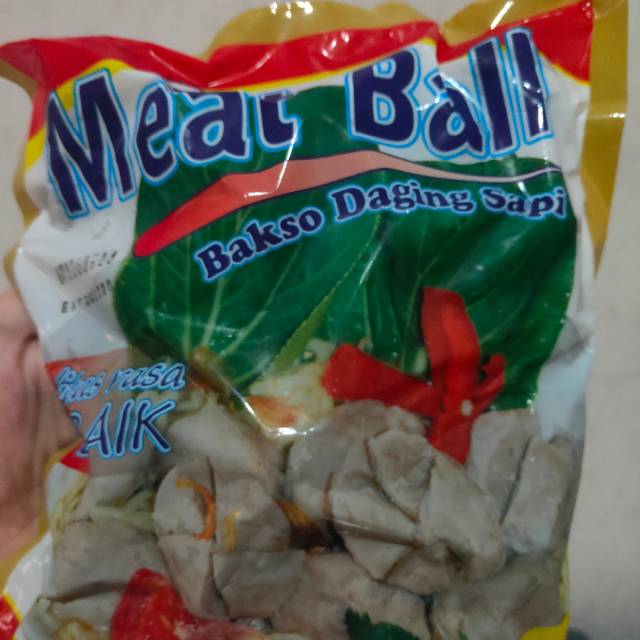 Meat Ball
Bakso Daging Sapi
rasa
AIK